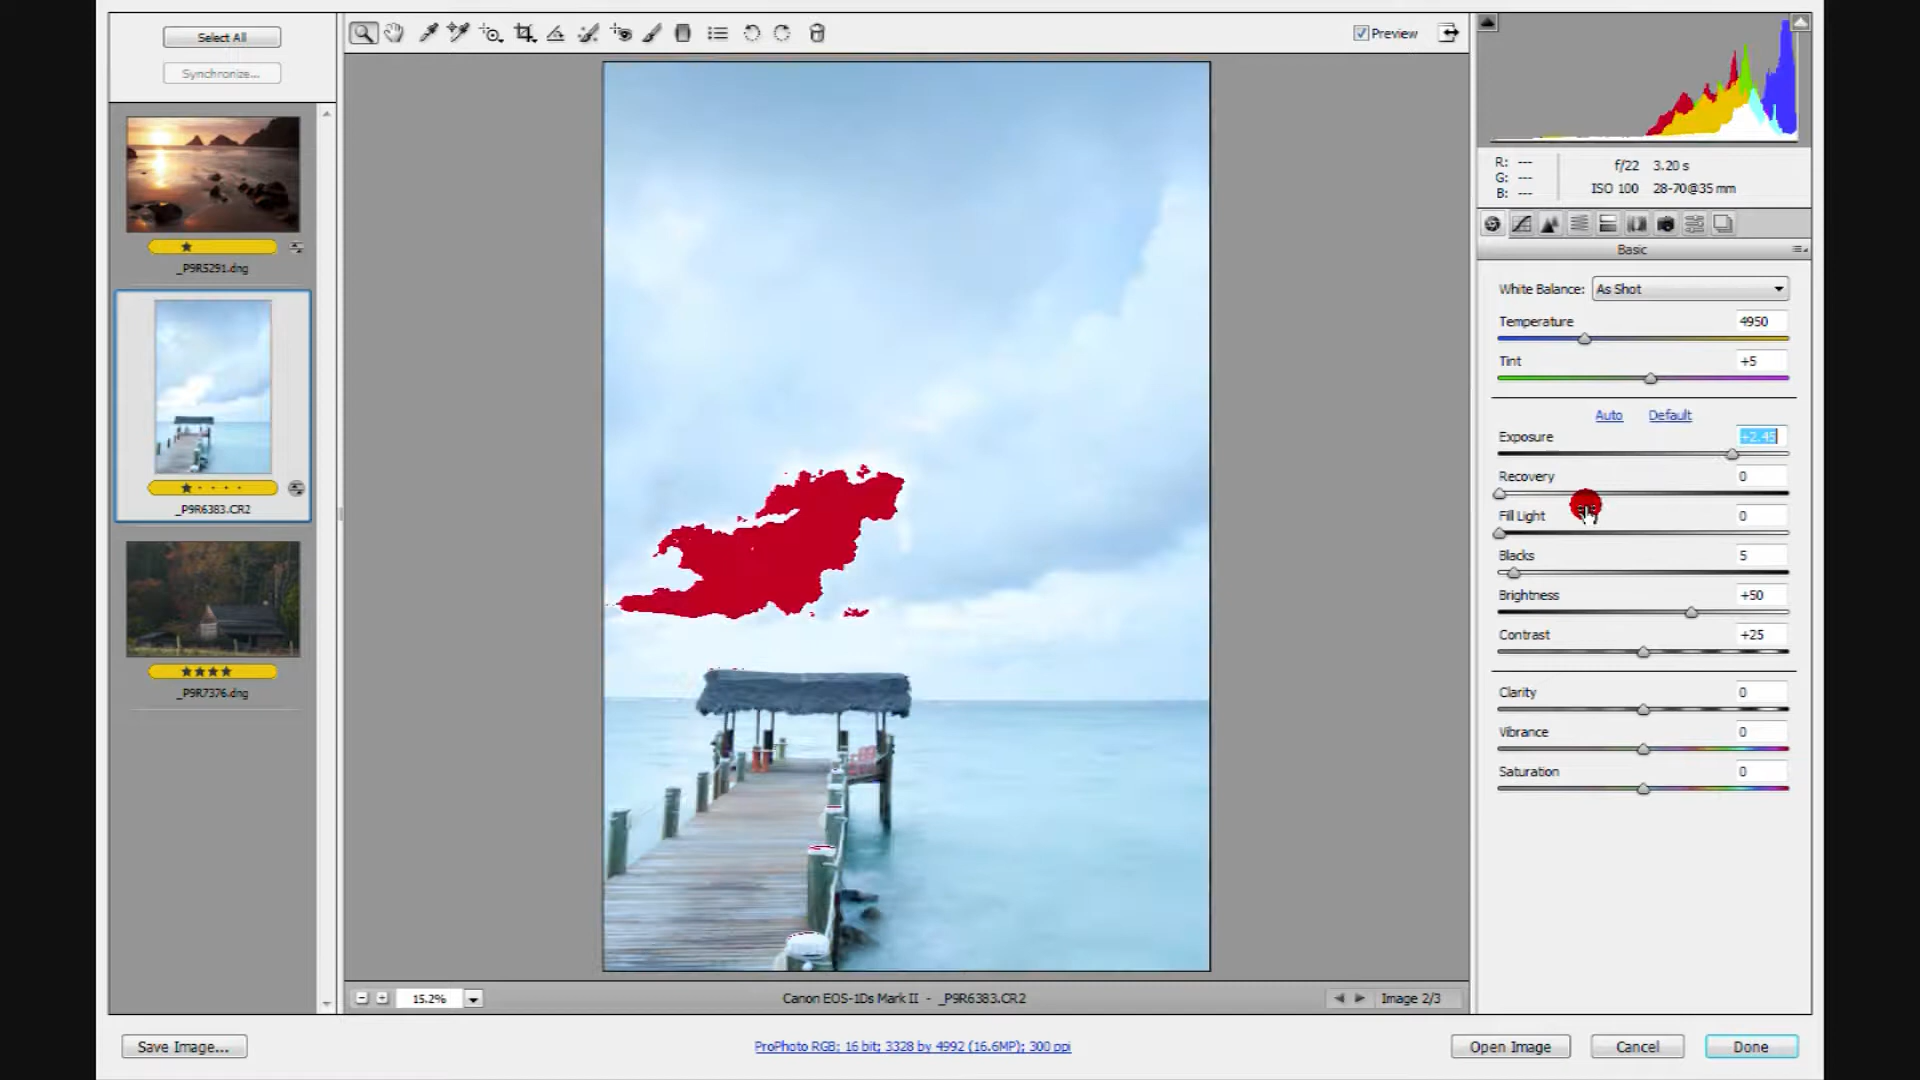 Select All
Synchronize...
_P9R5291.dng
_P9R6383.CR2
_P9R7376.dng
Preview
R: ---
G: ---
B: ---
f/22 3.20 s
ISO 100 28-70@35 mm
Basic
White Balance: As Shot
Temperature 4950
Tint +5
Auto Default
Exposure +2.45
Recovery 0
Fill Light 0
Blacks 5
Brightness +50
Contrast +25
Clarity 0
Vibrance 0
Saturation 0
15.2%
Canon EOS-1Ds Mark II - _P9R6383.CR2
Image 2/3
Save Image...
ProPhoto RGB; 16 bit; 3328 by 4992 (16.6MP); 300 ppi
Open Image
Cancel
Done